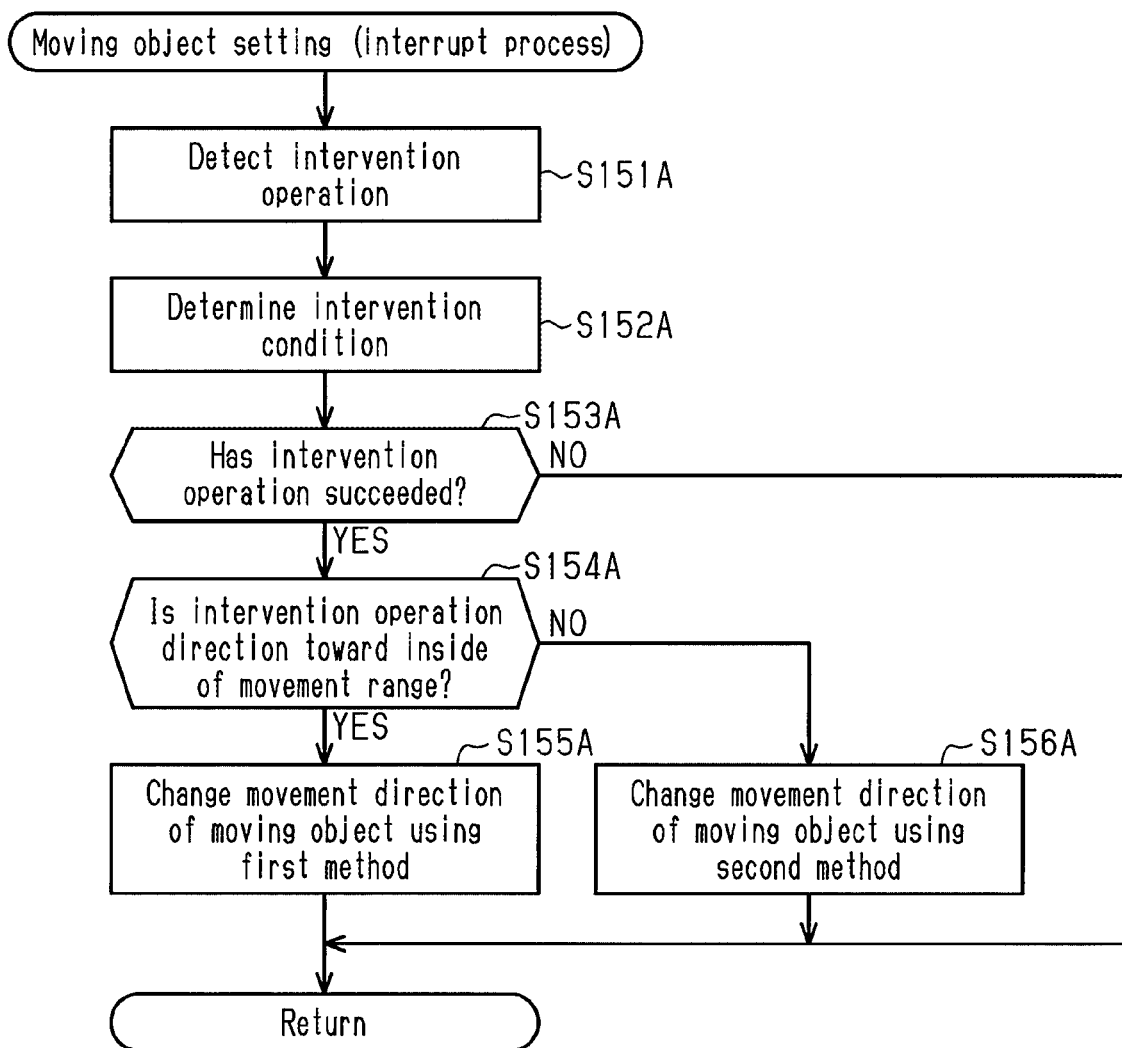 Moving object setting (interrupt process)
Detect intervention
operation
S151A
Determine intervention
condition
S152A
S153A
Has intervention
operation succeeded?
NO
YES
S154A
Is intervention operation
direction toward inside
of movement range?
NO
YES
S155A
Change movement direction
of moving object using
first method
S156A
Change movement direction
of moving object using
second method
Return